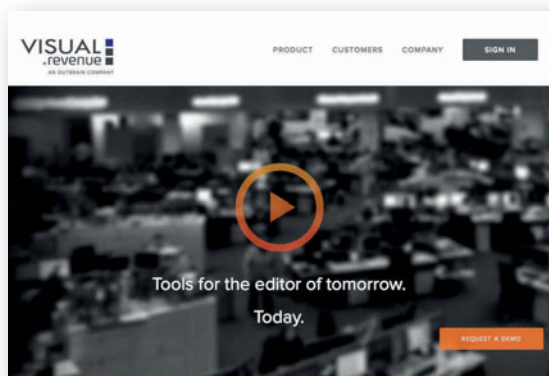 VISUAL
.revenue
AN OUTBRAIN COMPANY
PRODUCT CUSTOMERS COMPANY SIGN IN
Tools for the editor of tomorrow.
Today.
REQUEST A DEMO